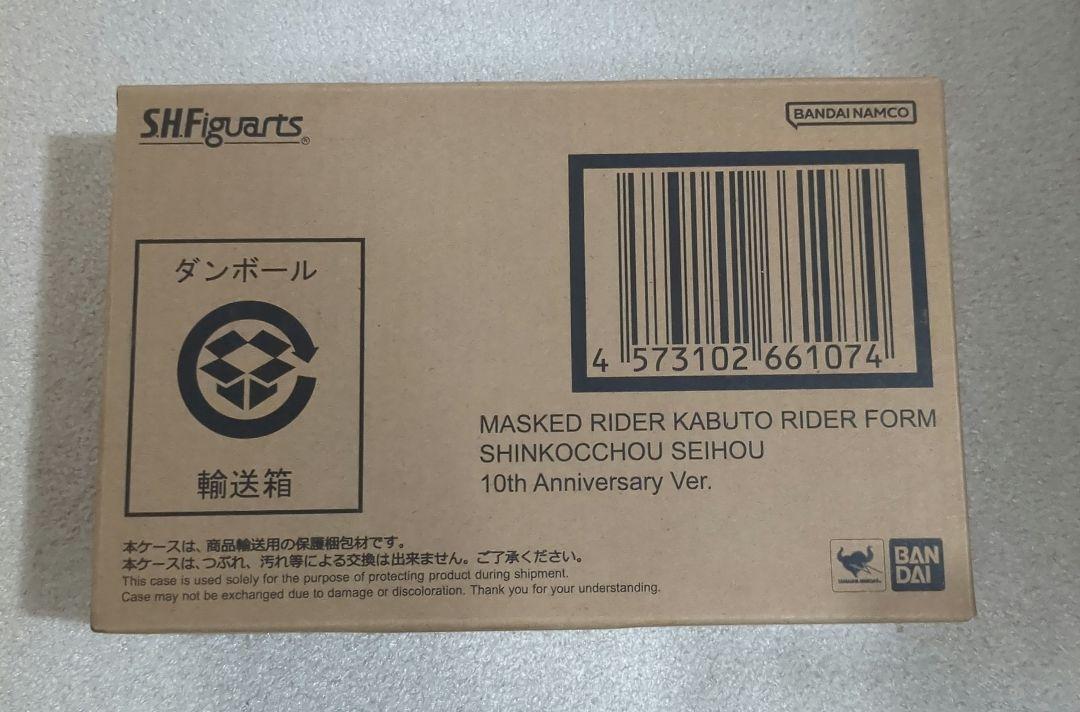 S.H.Figuarts®
BANDAI NAMCO
ダンボール
輸送箱
4 573102 661074
MASKED RIDER KABUTO RIDER FORM
SHINKOCCHOU SEIHOU
10th Anniversary Ver.
本ケースは、商品輸送用の保護梱包材です。
本ケースは、つぶれ、汚れ等による交換は出来ません。ご了承ください。
This case is used solely for the purpose of protecting product during shipment.
Case may not be exchanged due to damage or discoloration. Thank you for your understanding.
BAN
DAI